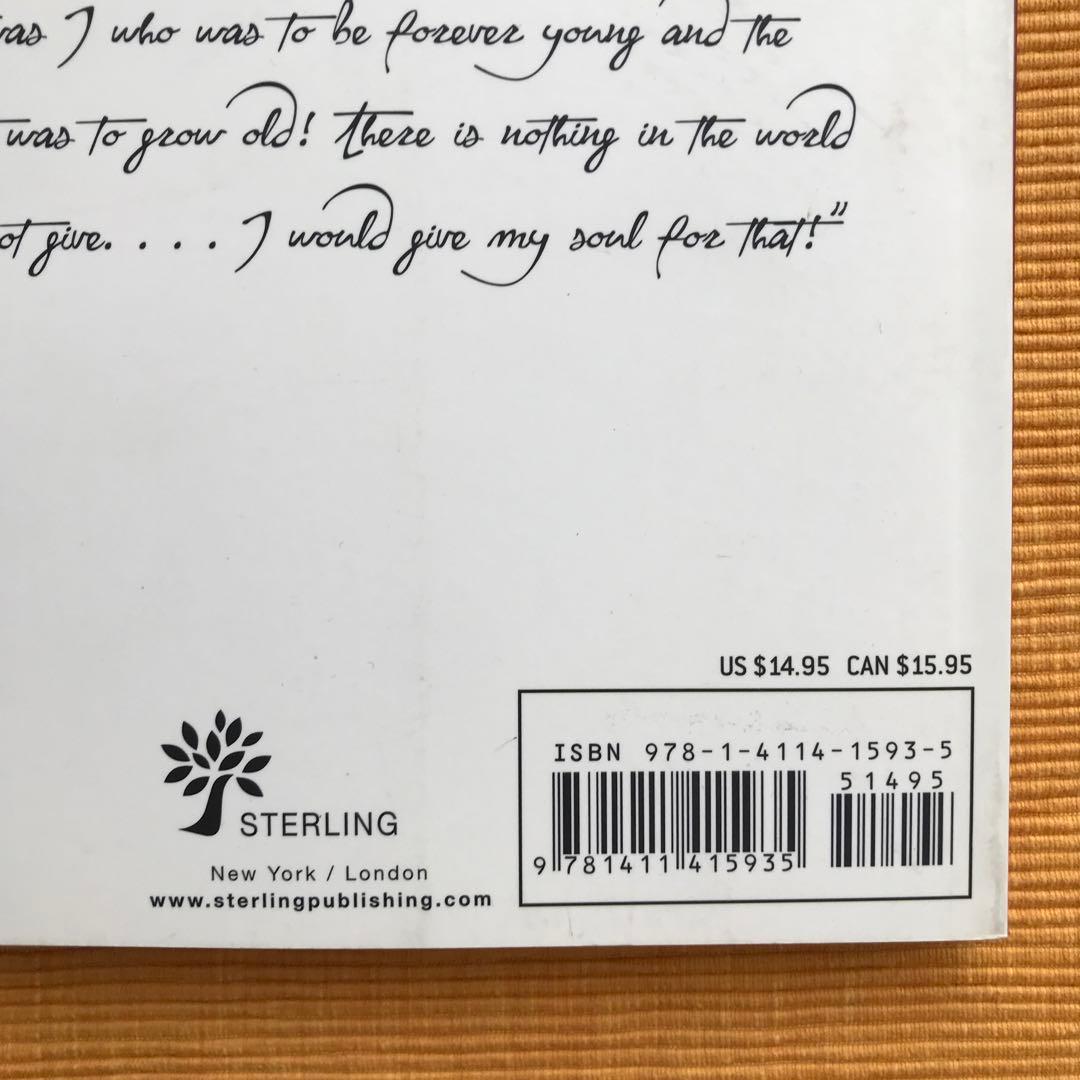 was I who was to be forever young and the
was to grow old! There is nothing in the world
not give. . . . I would give my soul for that!"
US $14.95 CAN $15.95
ISBN 978-1-4114-1593-5
51495
9 781411 415935
STERLING
New York / London
www.sterlingpublishing.com